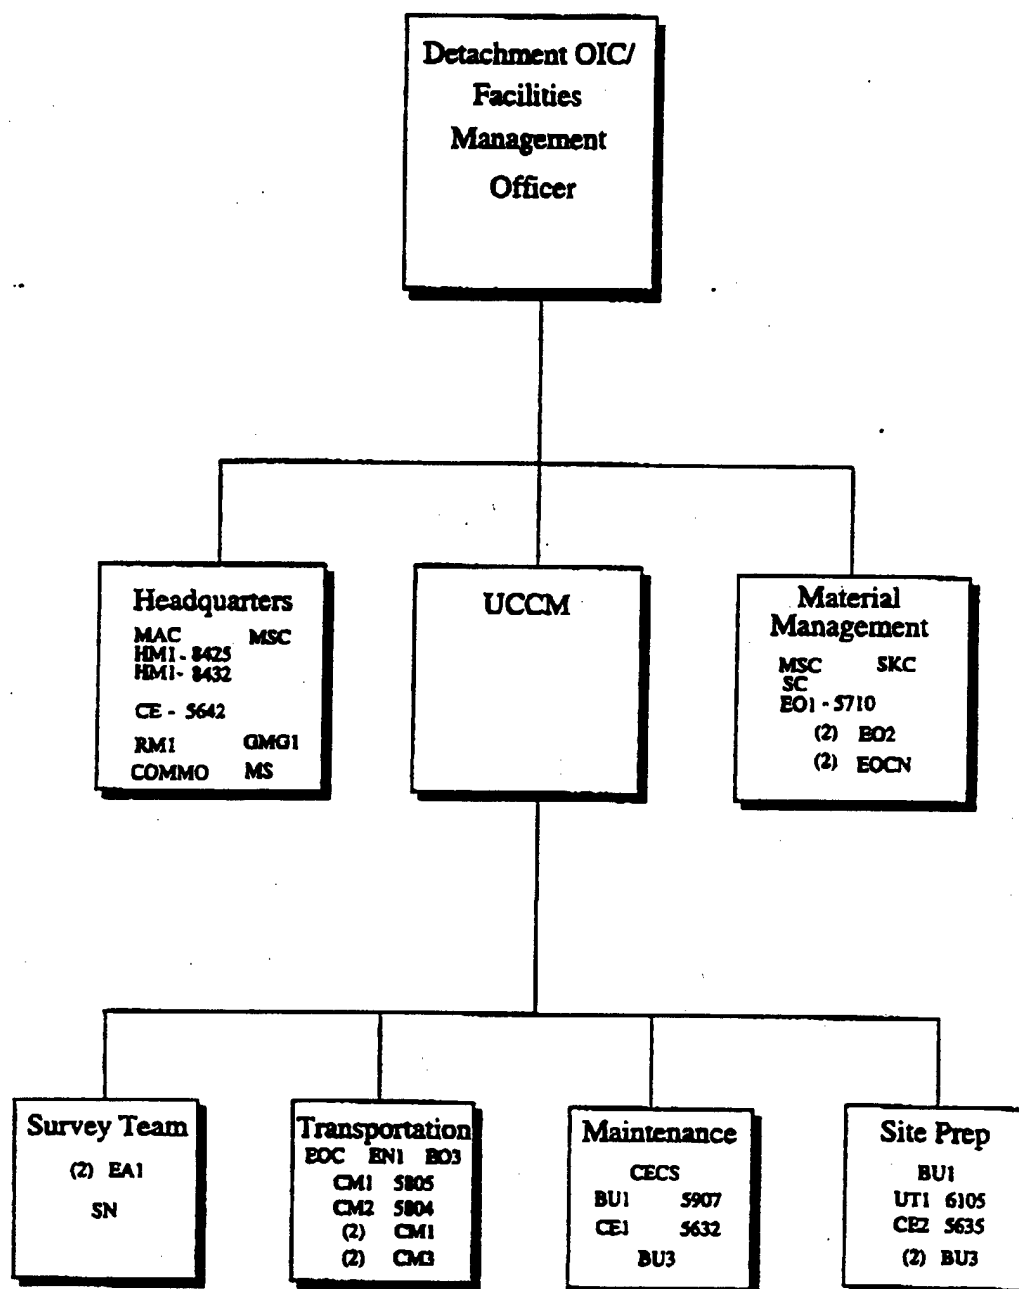 Detachment OIC/
Facilities
Management
Officer
Headquarters
MAC MSC
HM1 - 8425
HM1 - 8432
CE - 5642
RM1 GMG1
COMMO MS
UCCM
Material
Management
MSC SKC
SC
EO1 - 5710
(2) EO2
(2) EOCN
Survey Team
(2) EA1
SN
Transportation
EOC EN1 EO3
CM1 5805
CM2 5804
(2) CM1
(2) CM3
Maintenance
CECS
BU1 5907
CE1 5632
BU3
Site Prep
BU1
UT1 6105
CE2 5635
(2) BU3